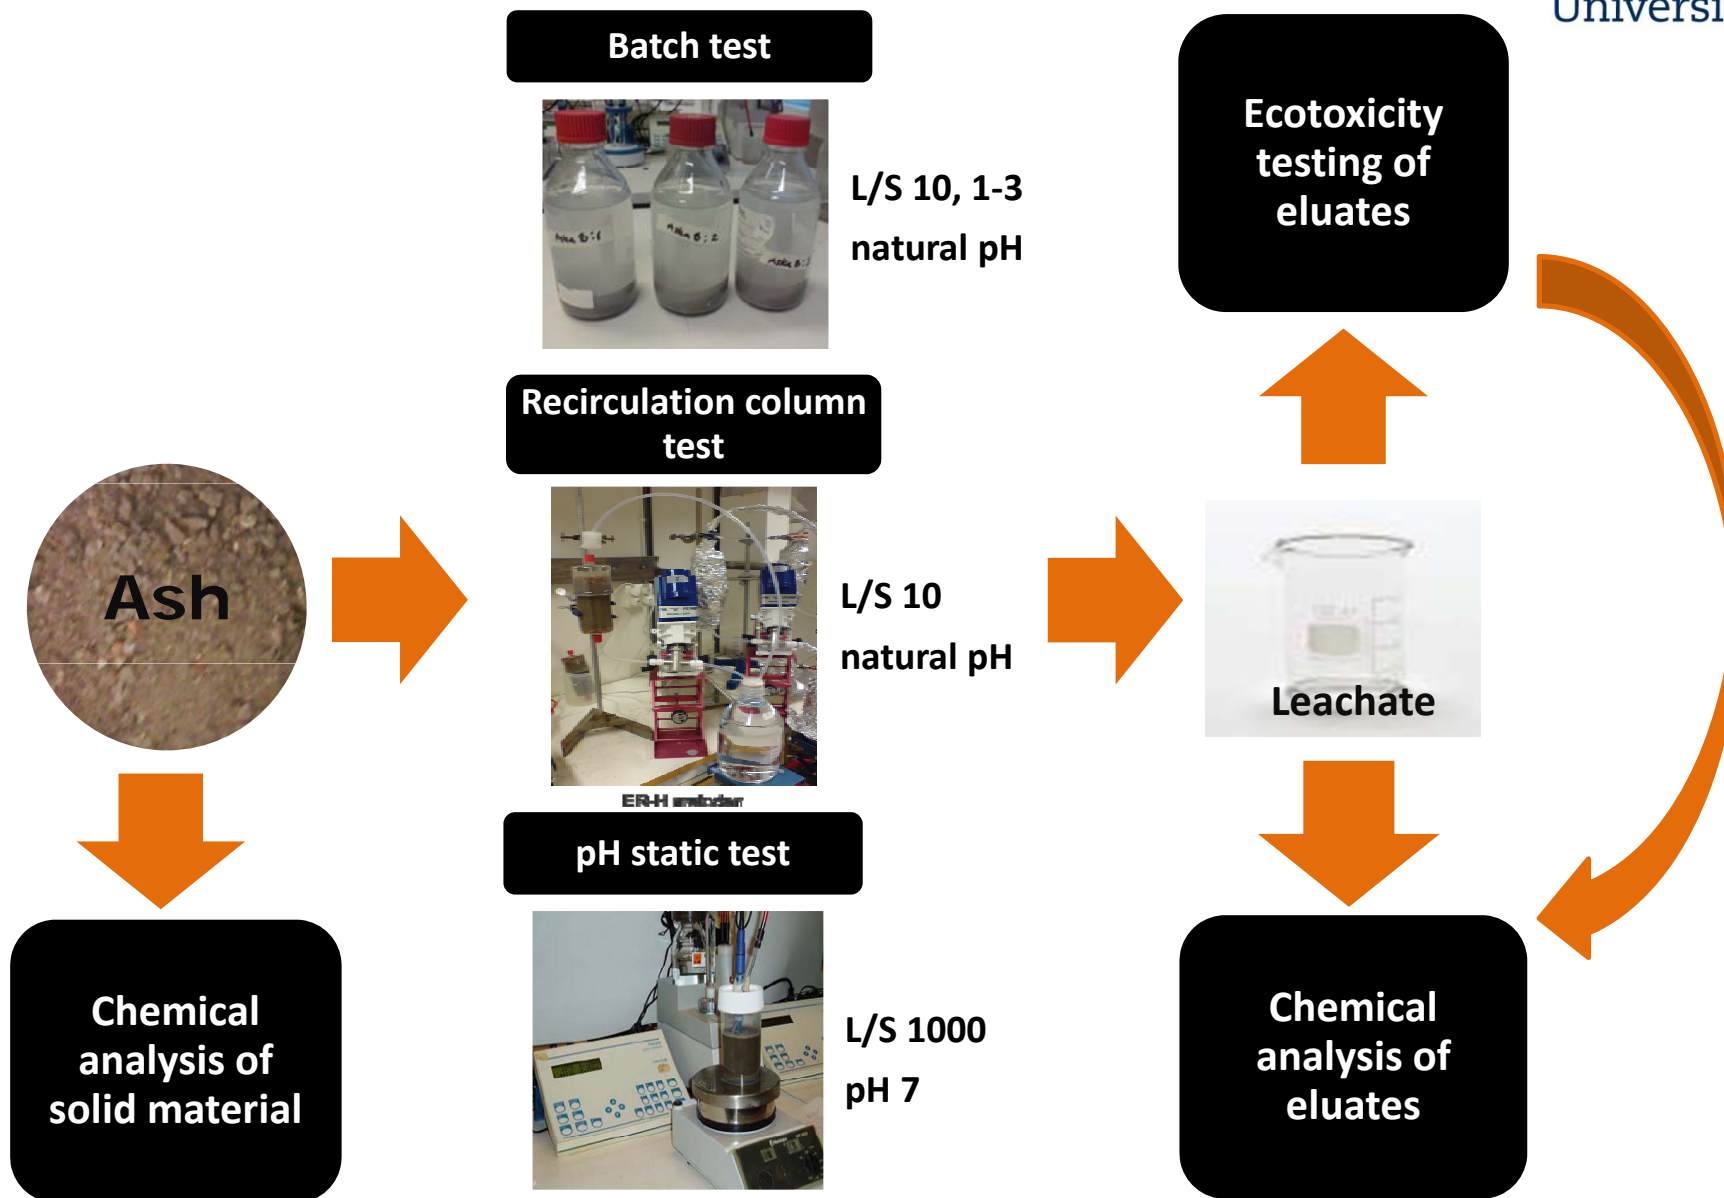 Universi
Batch test
L/S 10, 1-3
natural pH
Ecotoxicity
testing of
eluates
Recirculation column
test
Ash
L/S 10
natural pH
Leachate
pH static test
L/S 1000
pH 7
Chemical
analysis of
solid material
Chemical
analysis of
eluates